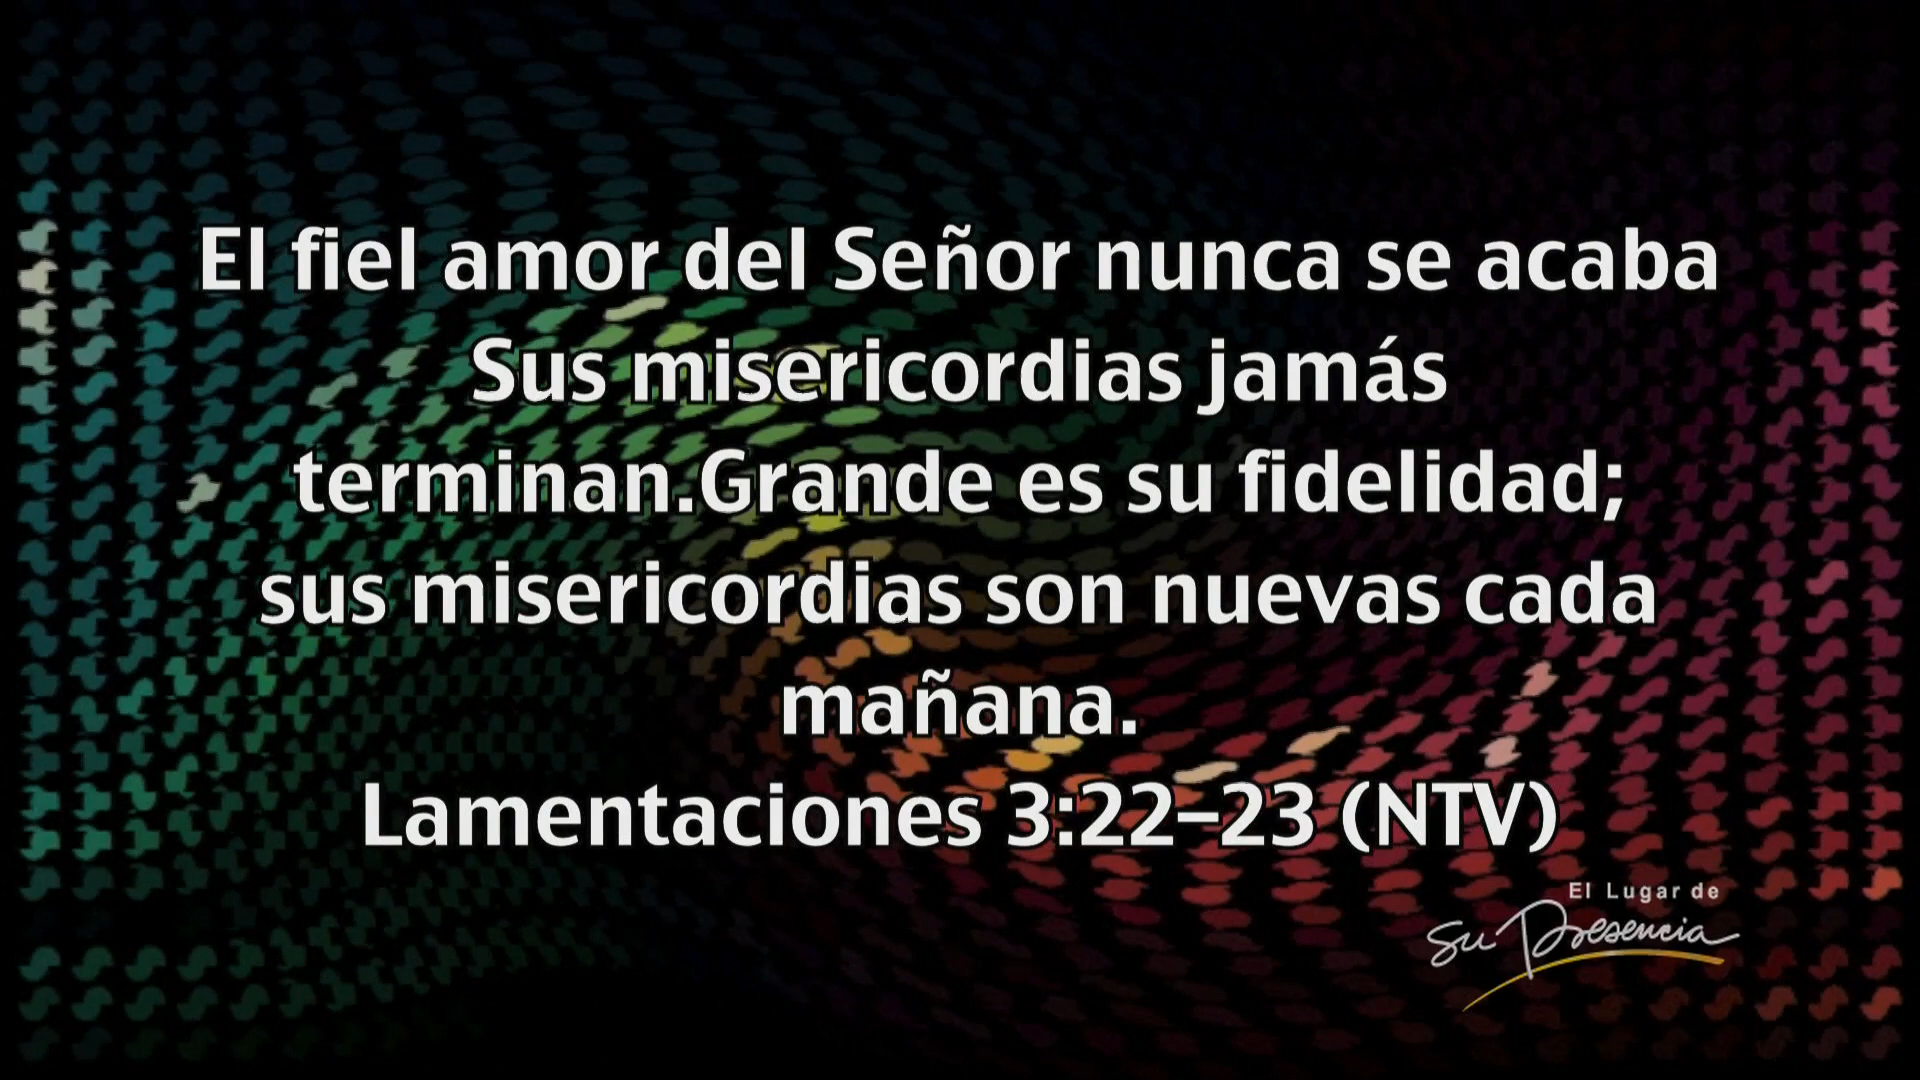 El fiel amor del Señor nunca se acaba
Sus misericordias jamás
terminan.Grande es su fidelidad;
sus misericordias son nuevas cada
mañana.
Lamentaciones 3:22–23 (NTV)
El Lugar de
Su Presencia